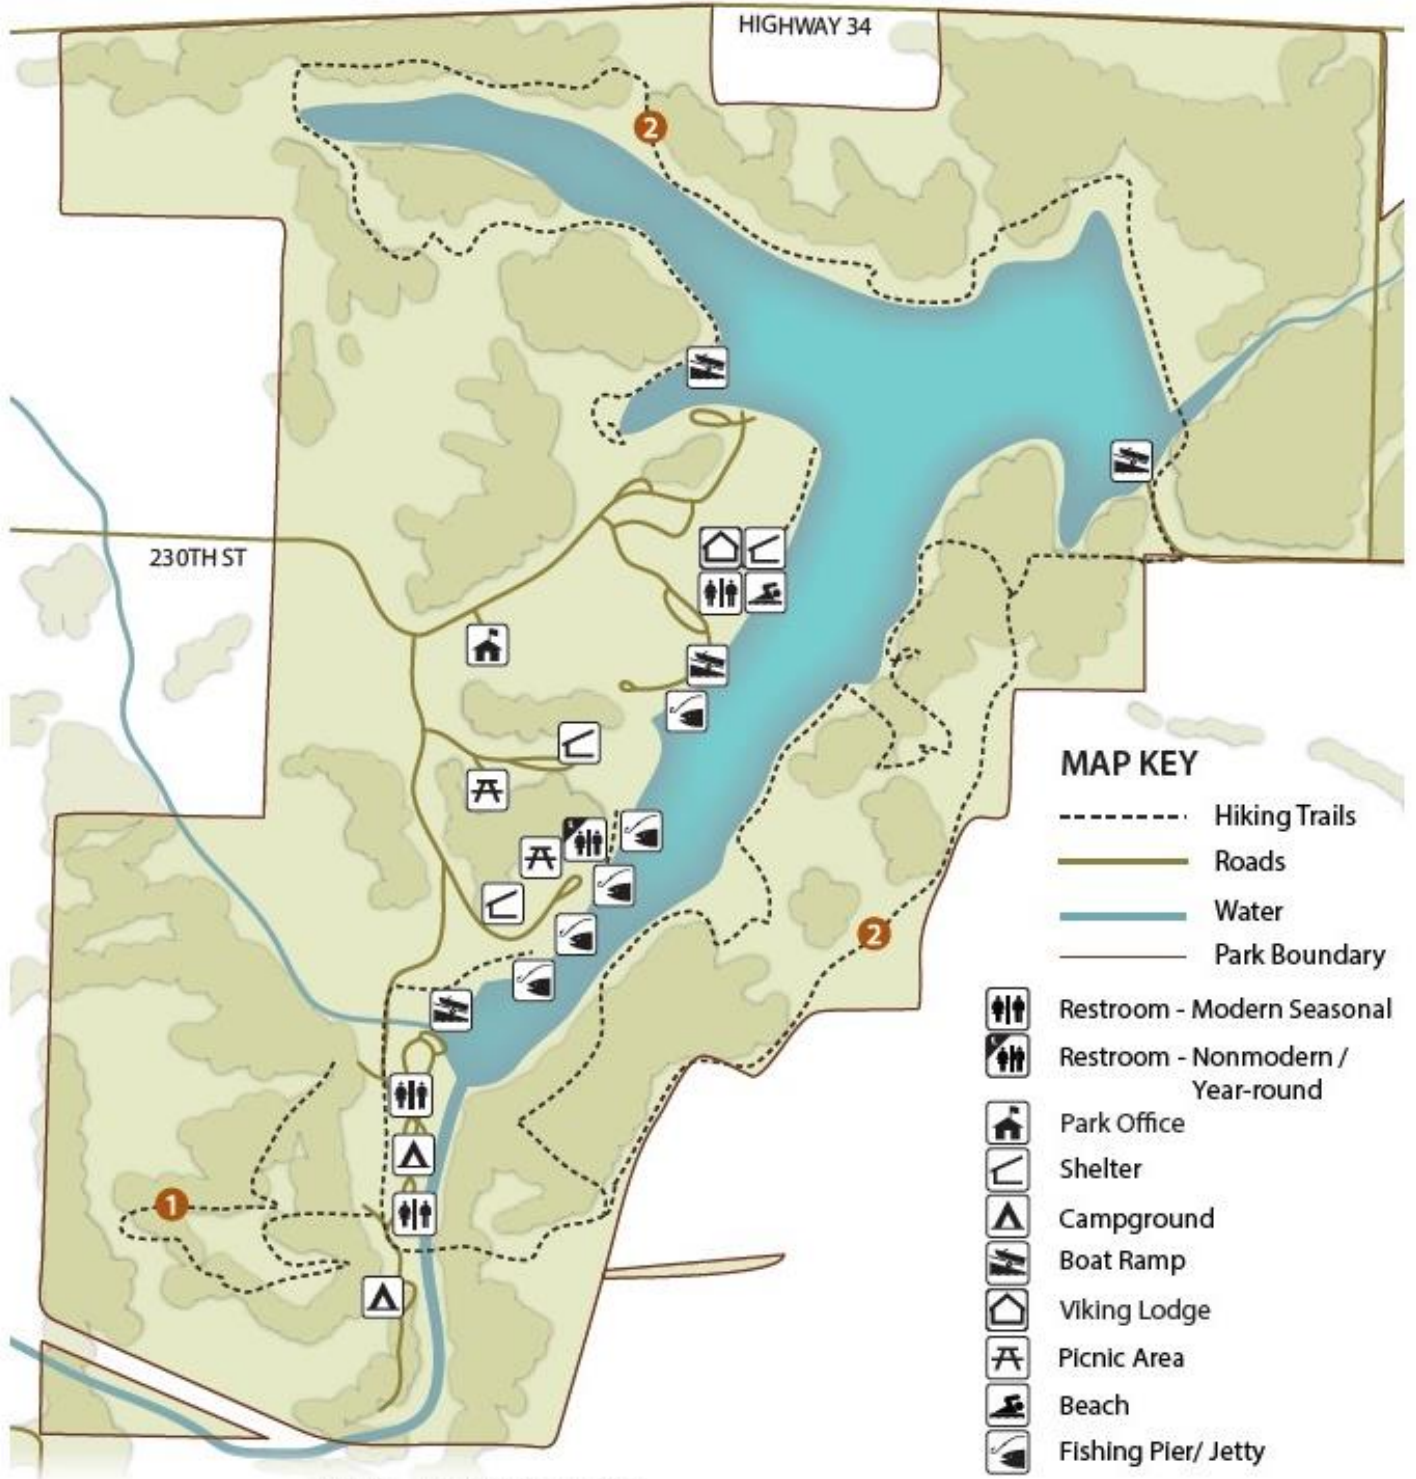 HIGHWAY 34
2
230TH ST
MAP KEY
Hiking Trails
Roads
Water
Park Boundary
2
Restroom - Modern Seasonal
Restroom - Nonmodern /
Year-round
Park Office
Shelter
1
Campground
Boat Ramp
Viking Lodge
Picnic Area
Beach
Fishing Pier/ Jetty